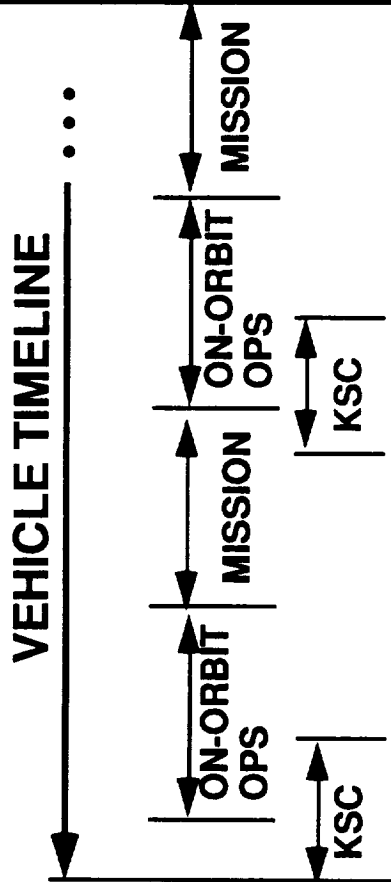 VEHICLE TIMELINE
KSC
ON-ORBIT
OPS
MISSION
KSC
ON-ORBIT
OPS
MISSION